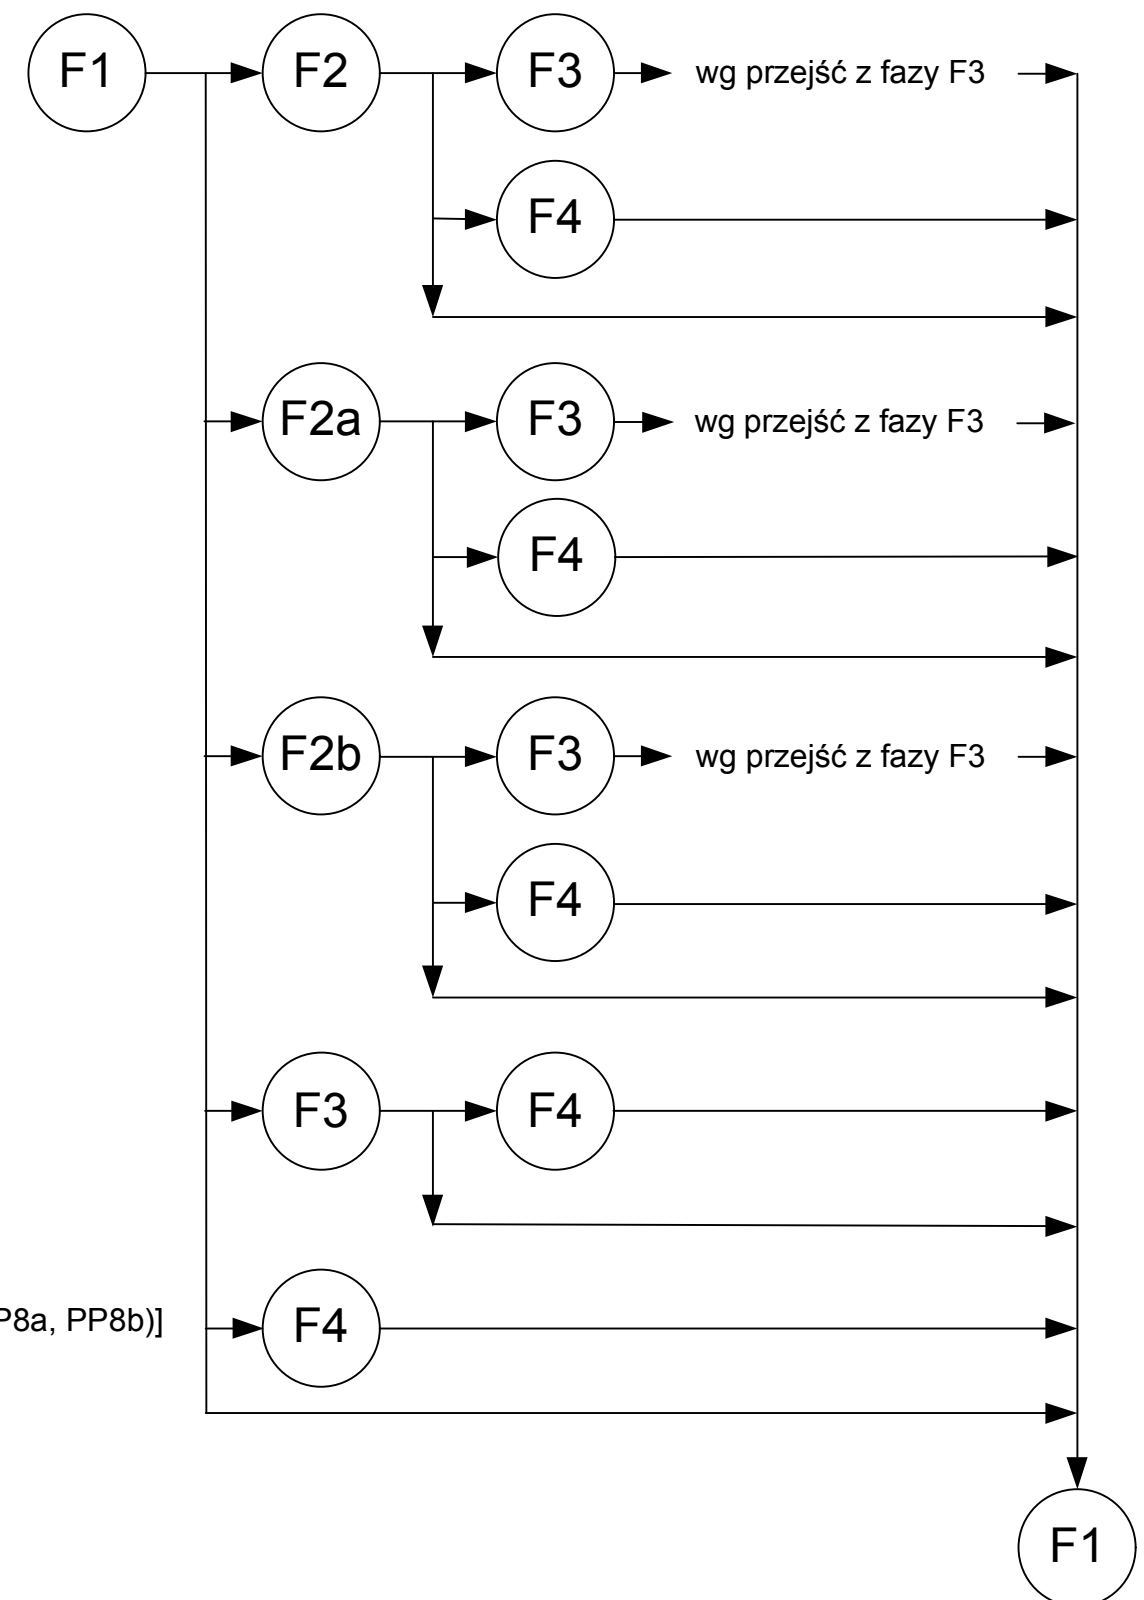 F1 F2 F3 wg przejść z fazy F3
F4
F2a F3 wg przejść z fazy F3
F4
F2b F3 wg przejść z fazy F3
F4
F3 F4
P8a, PP8b)] F4
F1